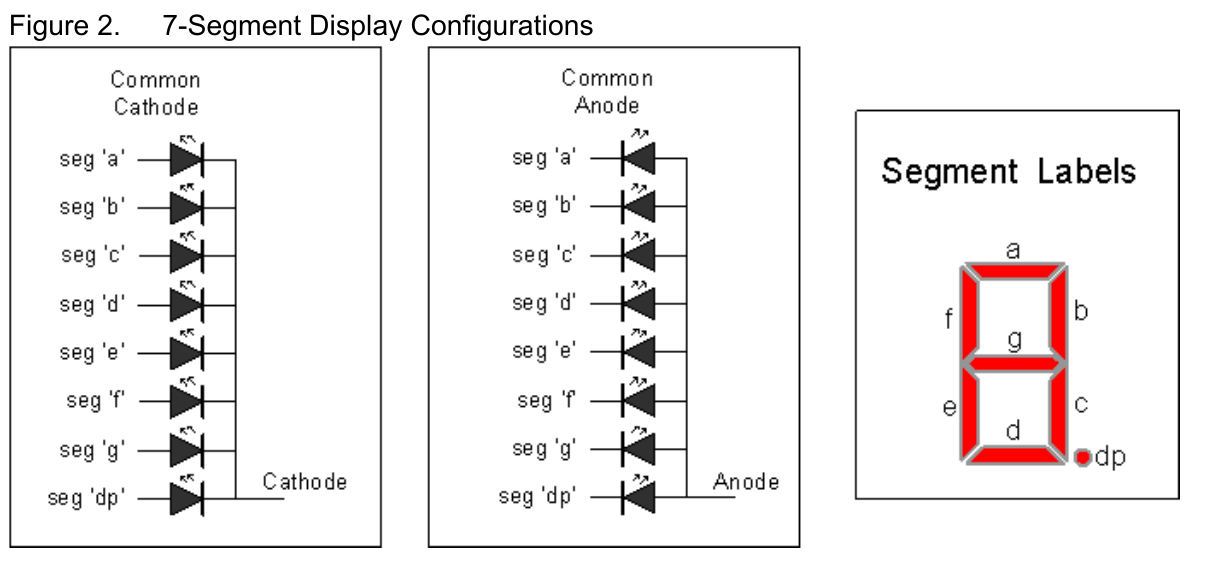 Figure 2. 7-Segment Display Configurations
Common
Cathode
seg 'a'
seg 'b'
seg 'c'
seg 'd'
seg 'e'
seg 'f'
seg 'g'
seg 'dp'
Cathode
Common
Anode
seg 'a'
seg 'b'
seg 'c'
seg 'd'
seg 'e'
seg 'f'
seg 'g'
seg 'dp'
Anode
Segment Labels
a
f
b
g
e
c
d
dp